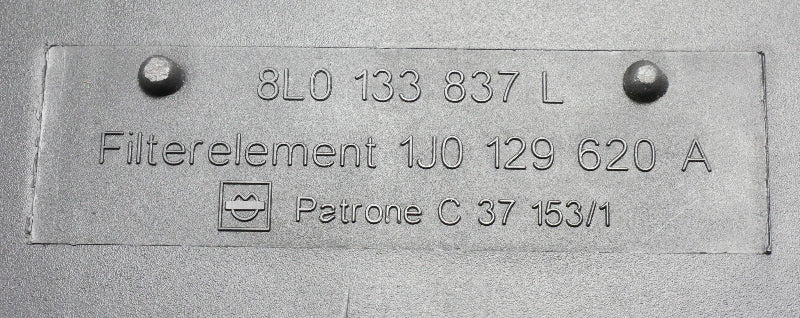 8L0 133 837 L
Filterelement 1J0 129 620 A
Patrone C 37 153/1